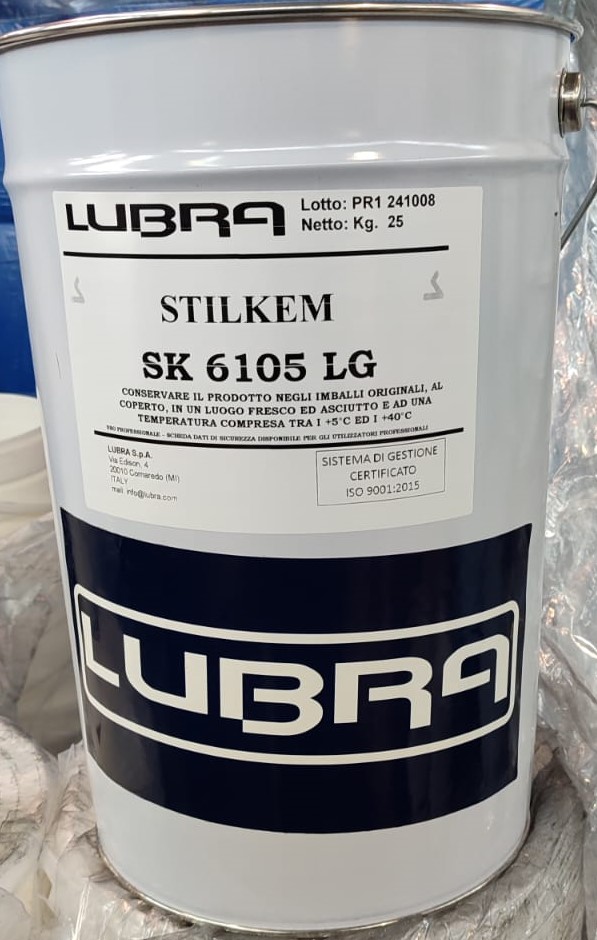 LUBRA
Lotto: PR1 241008
Netto: Kg. 25
STILKEM
SK 6105 LG
CONSERVARE IL PRODOTTO NEGLI IMBALLI ORIGINALI, AL
COPERTO, IN UN LUOGO FRESCO ED ASCIUTTO E AD UNA
TEMPERATURA COMPRESA TRA I +5°C ED I +40°C
USO PROFESSIONALE - SCHEDA DATI DI SICUREZZA DISPONIBILE PER GLI UTILIZZATORI PROFESSIONALI
LUBRA S.p.A.
Via Edison, 4
20010 Cornaredo (MI)
ITALY
mail info@lubra.com
SISTEMA DI GESTIONE
CERTIFICATO
ISO 9001:2015
LUBRA